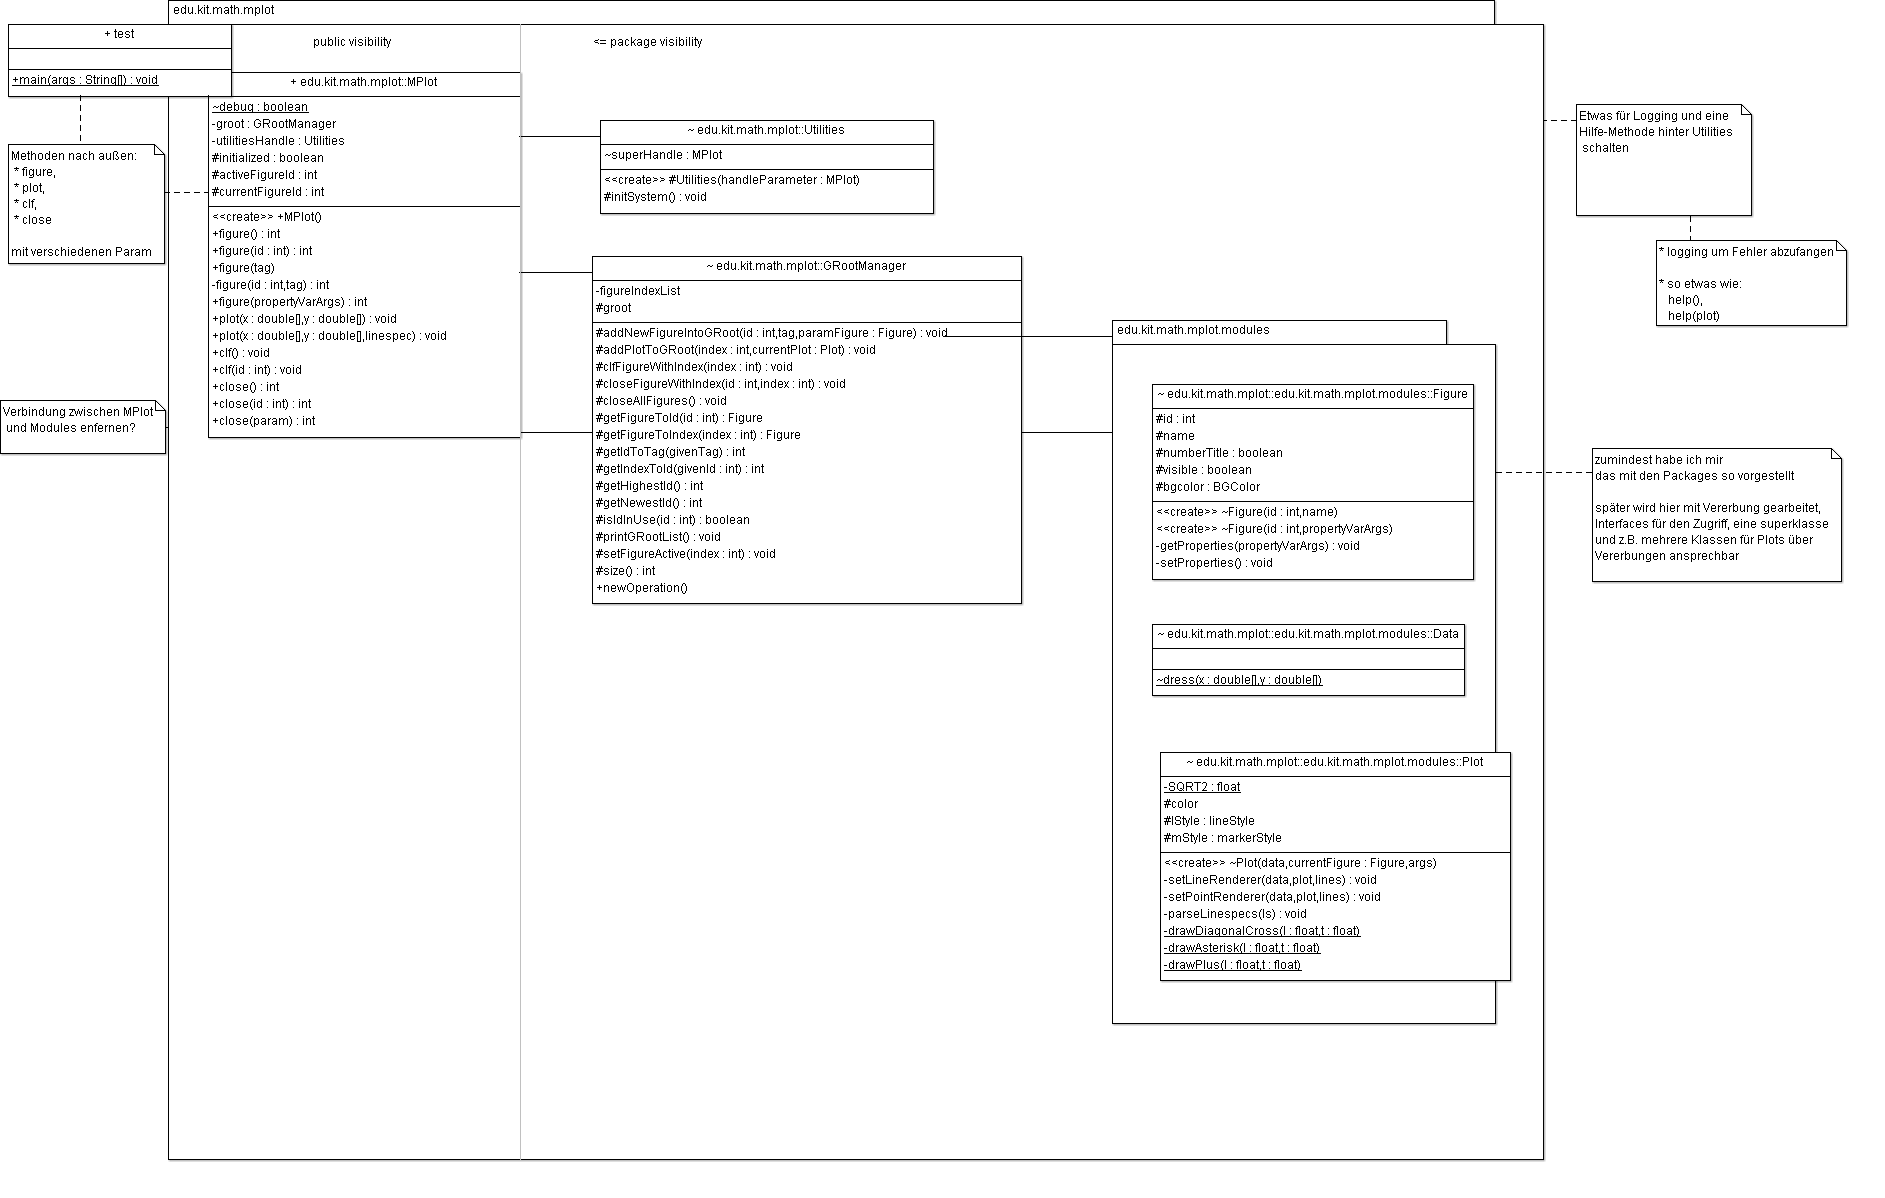 edu.kit.math.mplot
+ test
+main(args : String[]) : void
public visibility
<= package visibility
+ edu.kit.math.mplot::MPlot
~debug : boolean
-groot : GRootManager
-utilitiesHandle : Utilities
#initialized : boolean
#activeFigureId : int
#currentFigureId : int
<<create>> +MPlot()
+figure() : int
+figure(id : int) : int
+figure(tag)
-figure(id : int,tag) : int
+figure(propertyVarArgs) : int
+plot(x : double[],y : double[]) : void
+plot(x : double[],y : double[],linespec) : void
+clf() : void
+clf(id : int) : void
+close() : int
+close(id : int) : int
+close(param) : int
Methoden nach außen:
* figure,
* plot,
* clf,
* close
mit verschiedenen Param
Verbindung zwischen MPlot
und Modules enfernen?
~ edu.kit.math.mplot::Utilities
~superHandle : MPlot
<<create>> #Utilities(handleParameter : MPlot)
#initSystem() : void
~ edu.kit.math.mplot::GRootManager
-figureIndexList
#groot
#addNewFigureIntoGRoot(id : int,tag,paramFigure : Figure) : void
#addPlotToGRoot(index : int,currentPlot : Plot) : void
#clfFigureWithIndex(index : int) : void
#closeFigureWithIndex(id : int,index : int) : void
#closeAllFigures() : void
#getFigureToId(id : int) : Figure
#getFigureToIndex(index : int) : Figure
#getIdToTag(givenTag) : int
#getIndexToId(givenId : int) : int
#getHighestId() : int
#getNewestId() : int
#isIdInUse(id : int) : boolean
#printGRootList() : void
#setFigureActive(index : int) : void
#size() : int
+newOperation()
edu.kit.math.mplot.modules
~ edu.kit.math.mplot::edu.kit.math.mplot.modules::Figure
#id : int
#name
#numberTitle : boolean
#visible : boolean
#bgcolor : BGColor
<<create>> ~Figure(id : int,name)
<<create>> ~Figure(id : int,propertyVarArgs)
-getProperties(propertyVarArgs) : void
-setProperties() : void
~ edu.kit.math.mplot::edu.kit.math.mplot.modules::Data
~dress(x : double[],y : double[])
~ edu.kit.math.mplot::edu.kit.math.mplot.modules::Plot
-SQRT2 : float
#color
#lStyle : lineStyle
#mStyle : markerStyle
<<create>> ~Plot(data,currentFigure : Figure,args)
-setLineRenderer(data,plot,lines) : void
-setPointRenderer(data,plot,lines) : void
-parseLinespecs(ls) : void
-drawDiagonalCross(l : float,t : float)
-drawAsterisk(l : float,t : float)
-drawPlus(l : float,t : float)
Etwas für Logging und eine
Hilfe-Methode hinter Utilities
schalten
* logging um Fehler abzufangen
* so etwas wie:
help(),
help(plot)
zumindest habe ich mir
das mit den Packages so vorgestellt
später wird hier mit Vererbung gearbeitet,
Interfaces für den Zugriff, eine superklasse
und z.B. mehrere Klassen für Plots über
Vererbungen ansprechbar